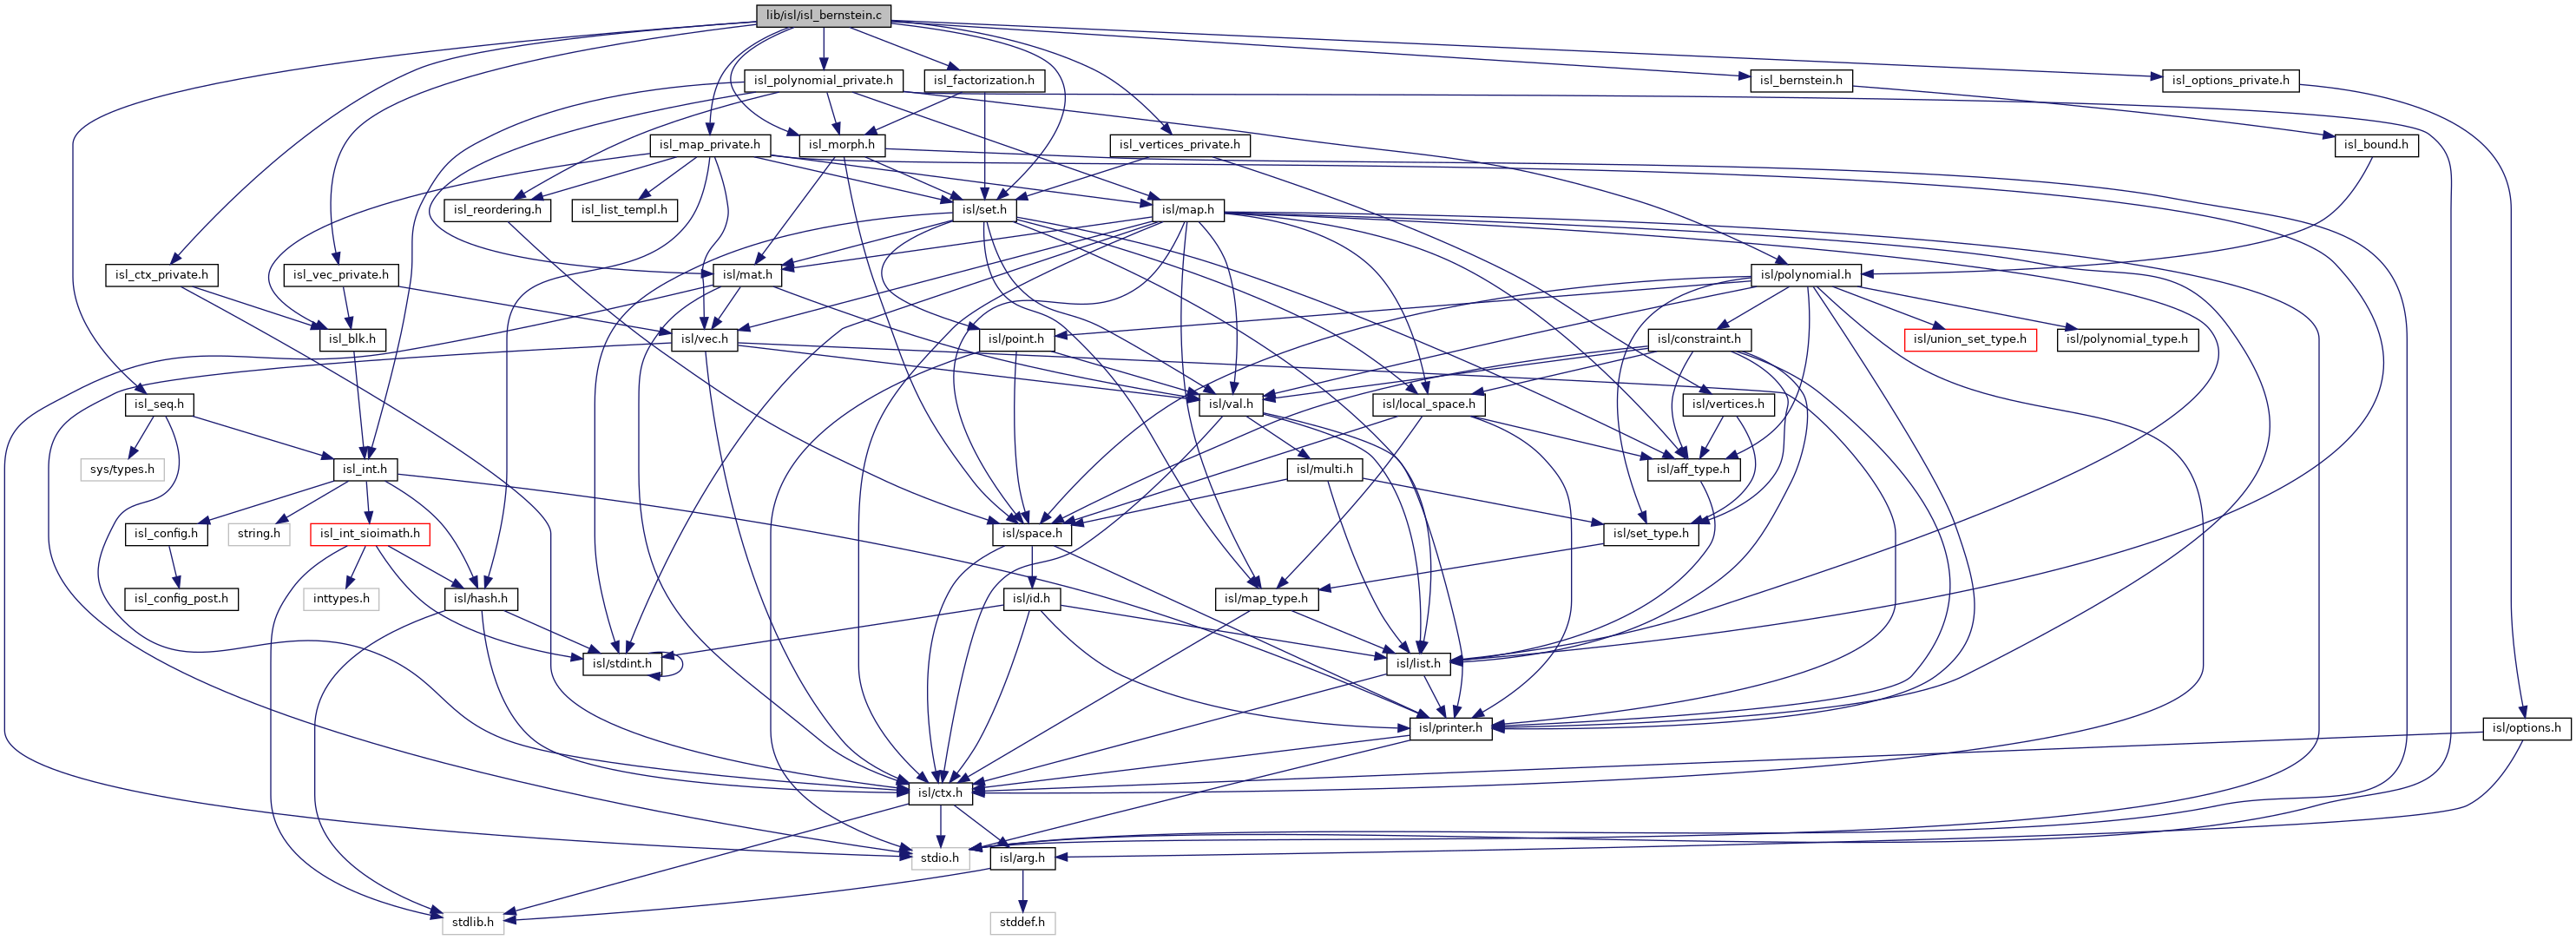 lib/isl/isl_bernstein.c
isl_polynomial_private.h
isl_factorization.h
isl_bernstein.h
isl_options_private.h
isl_map_private.h
isl_morph.h
isl_vertices_private.h
isl_bound.h
isl_reordering.h
isl_list_templ.h
isl/set.h
isl/map.h
isl_ctx_private.h
isl_vec_private.h
isl/mat.h
isl/polynomial.h
isl_blk.h
isl/vec.h
isl/point.h
isl/constraint.h
isl/union_set_type.h
isl/polynomial_type.h
isl_seq.h
isl/val.h
isl/local_space.h
isl/vertices.h
sys/types.h
isl_int.h
isl/multi.h
isl/aff_type.h
isl_config.h
string.h
isl_int_sioimath.h
isl/space.h
isl/set_type.h
isl_config_post.h
inttypes.h
isl/hash.h
isl/id.h
isl/map_type.h
isl/stdint.h
isl/list.h
isl/printer.h
isl/options.h
isl/ctx.h
stdio.h
isl/arg.h
stdlib.h
stddef.h